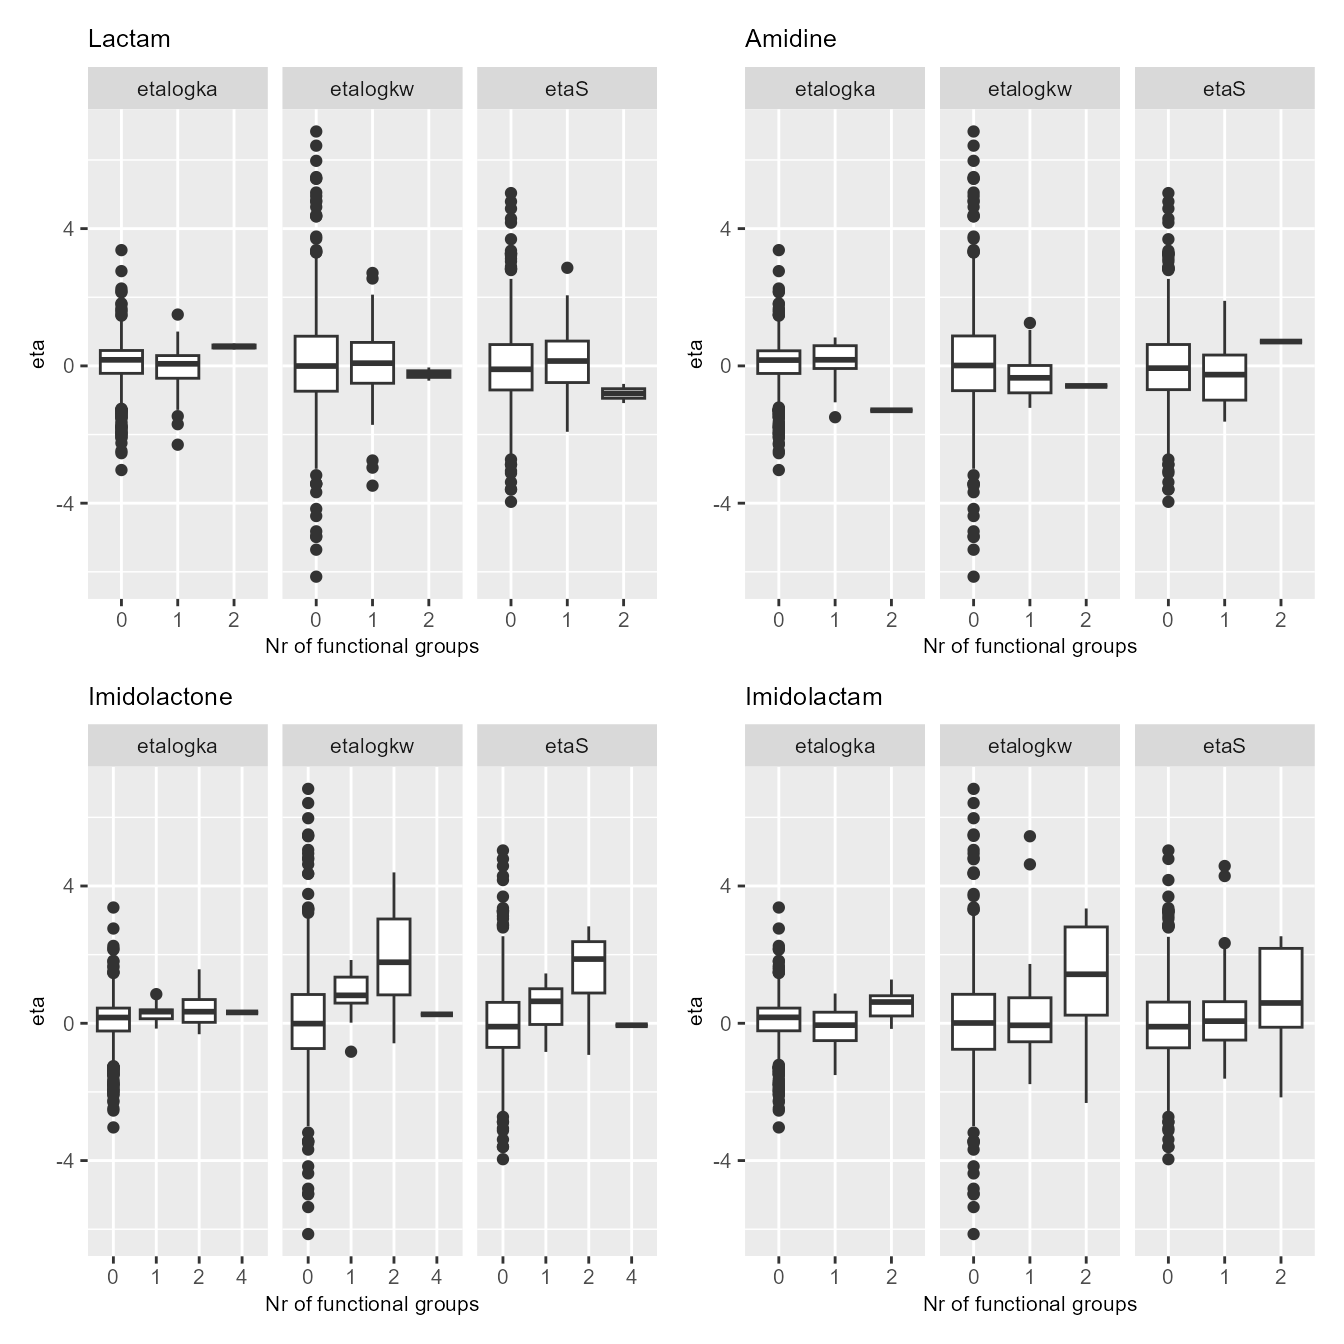 Lactam
etalogka etalogkw etaS
eta
4
0
-4
0 1 2 0 1 2 0 1 2
Nr of functional groups
Amidine
etalogka etalogkw etaS
eta
4
0
-4
0 1 2 0 1 2 0 1 2
Nr of functional groups
Imidolactone
etalogka etalogkw etaS
eta
4
0
-4
0 1 2 4 0 1 2 4 0 1 2 4
Nr of functional groups
Imidolactam
etalogka etalogkw etaS
eta
4
0
-4
0 1 2 0 1 2 0 1 2
Nr of functional groups